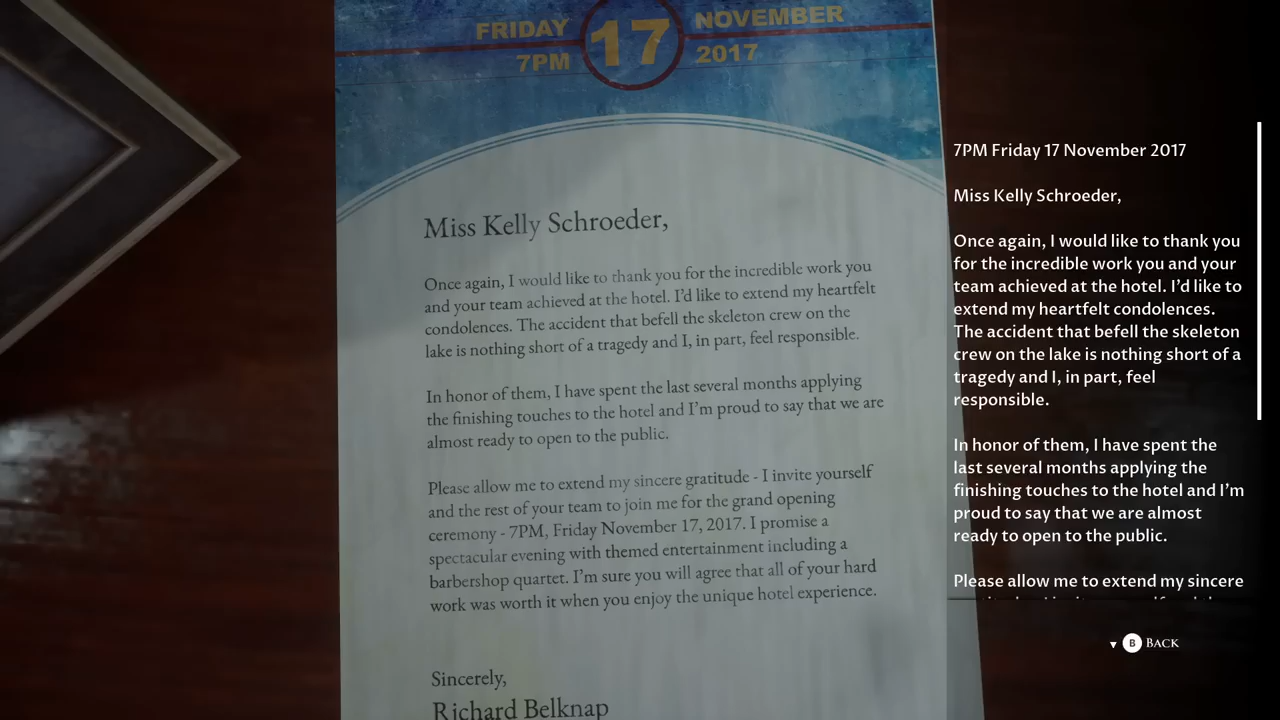 FRIDAY 17 NOVEMBER
7PM 2017
Miss Kelly Schroeder,
Once again, I would like to thank you for the incredible work you
and your team achieved at the hotel. I'd like to extend my heartfelt
condolences. The accident that befell the skeleton crew on the
lake is nothing short of a tragedy and I, in part, feel responsible.
In honor of them, I have spent the last several months applying
the finishing touches to the hotel and I'm proud to say that we are
almost ready to open to the public.
Please allow me to extend my sincere gratitude - I invite yourself
and the rest of your team to join me for the grand opening
ceremony - 7PM, Friday November 17, 2017. I promise a
spectacular evening with themed entertainment including a
barbershop quartet. I'm sure you will agree that all of your hard
work was worth it when you enjoy the unique hotel experience.
Sincerely,
Richard Belknap
7PM Friday 17 November 2017
Miss Kelly Schroeder,
Once again, I would like to thank you
for the incredible work you and your
team achieved at the hotel. I'd like to
extend my heartfelt condolences.
The accident that befell the skeleton
crew on the lake is nothing short of a
tragedy and I, in part, feel
responsible.
In honor of them, I have spent the
last several months applying the
finishing touches to the hotel and I'm
proud to say that we are almost
ready to open to the public.
Please allow me to extend my sincere
B BACK